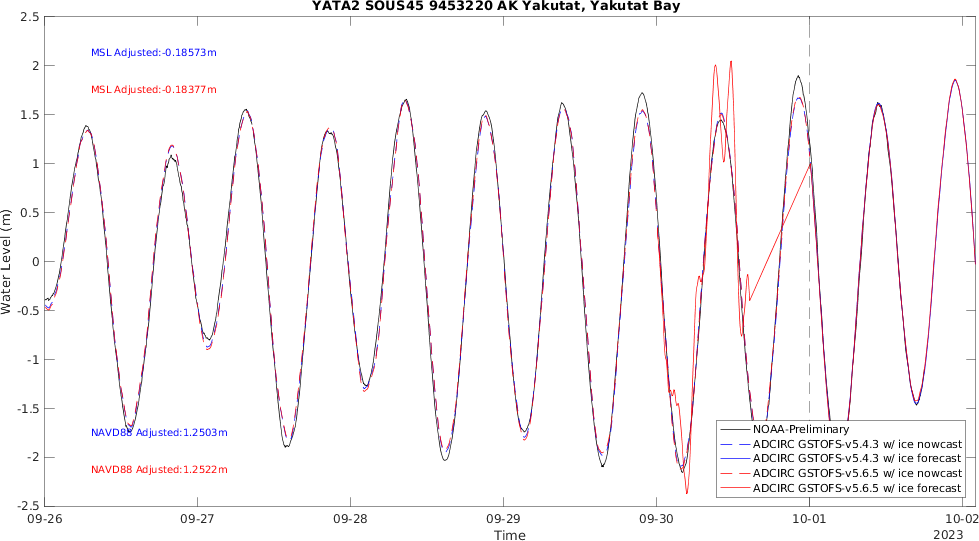 YATA2 SOUS45 9453220 AK Yakutat, Yakutat Bay
2.5
2
1.5
1
0.5
0
-0.5
-1
-1.5
-2
-2.5
Water Level (m)
MSL Adjusted:-0.18573m
MSL Adjusted:-0.18377m
NAVD88 Adjusted:1.2503m
NAVD88 Adjusted:1.2522m
NOAA-Preliminary
ADCIRC GSTOFS-v5.4.3 w/ ice nowcast
ADCIRC GSTOFS-v5.4.3 w/ ice forecast
ADCIRC GSTOFS-v5.6.5 w/ ice nowcast
ADCIRC GSTOFS-v5.6.5 w/ ice forecast
09-26 09-27 09-28 09-29 09-30 10-01 10-02
Time
2023